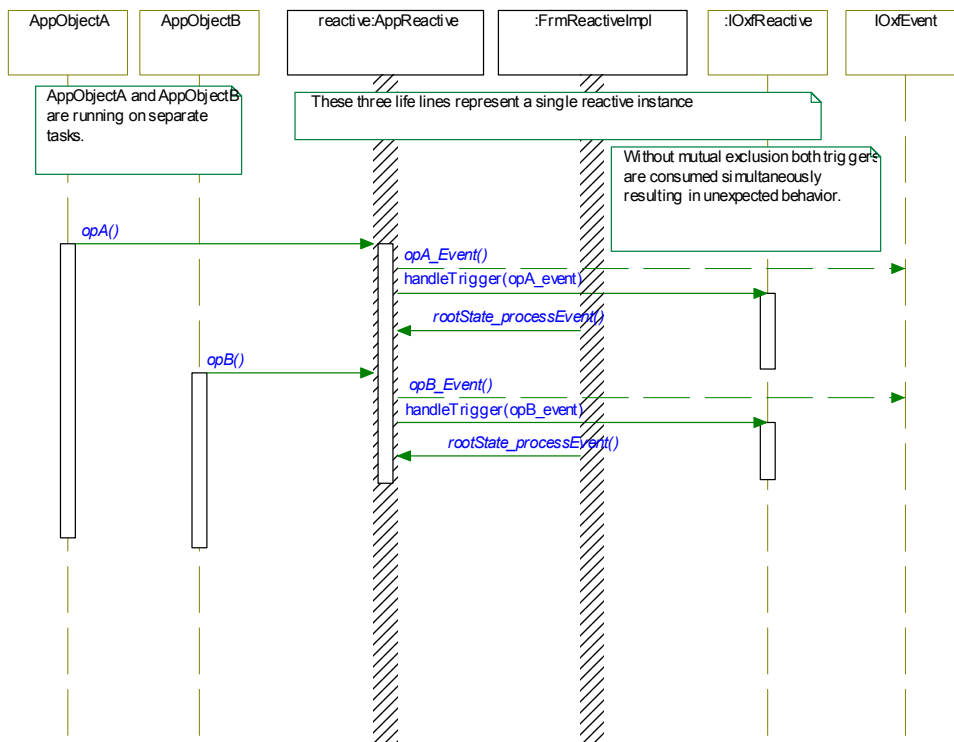 AppObjectA
AppObjectB
reactive:AppReactive
:FrmReactiveImpl
:IOxfReactive
IOxfEvent
AppObjectA and AppObjectB
are running on separate
tasks.
These three life lines represent a single reactive instance
Without mutual exclusion both triggers
are consumed simultaneously
resulting in unexpected behavior.
opA()
opA_Event()
handleTrigger(opA_event)
rootState_processEvent()
opB()
opB_Event()
handleTrigger(opB_event)
rootState_processEvent()